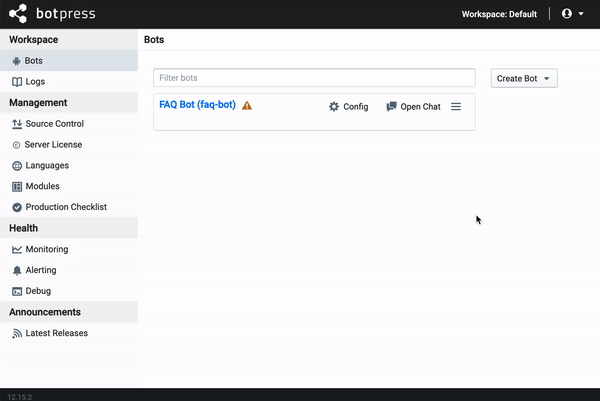 botpress
Workspace: Default
Workspace
Bots
Logs
Management
Source Control
Server License
Languages
Modules
Production Checklist
Health
Monitoring
Alerting
Debug
Announcements
Latest Releases
Bots
Filter bots
Create Bot
FAQ Bot (faq-bot)
Config
Open Chat
12.15.2